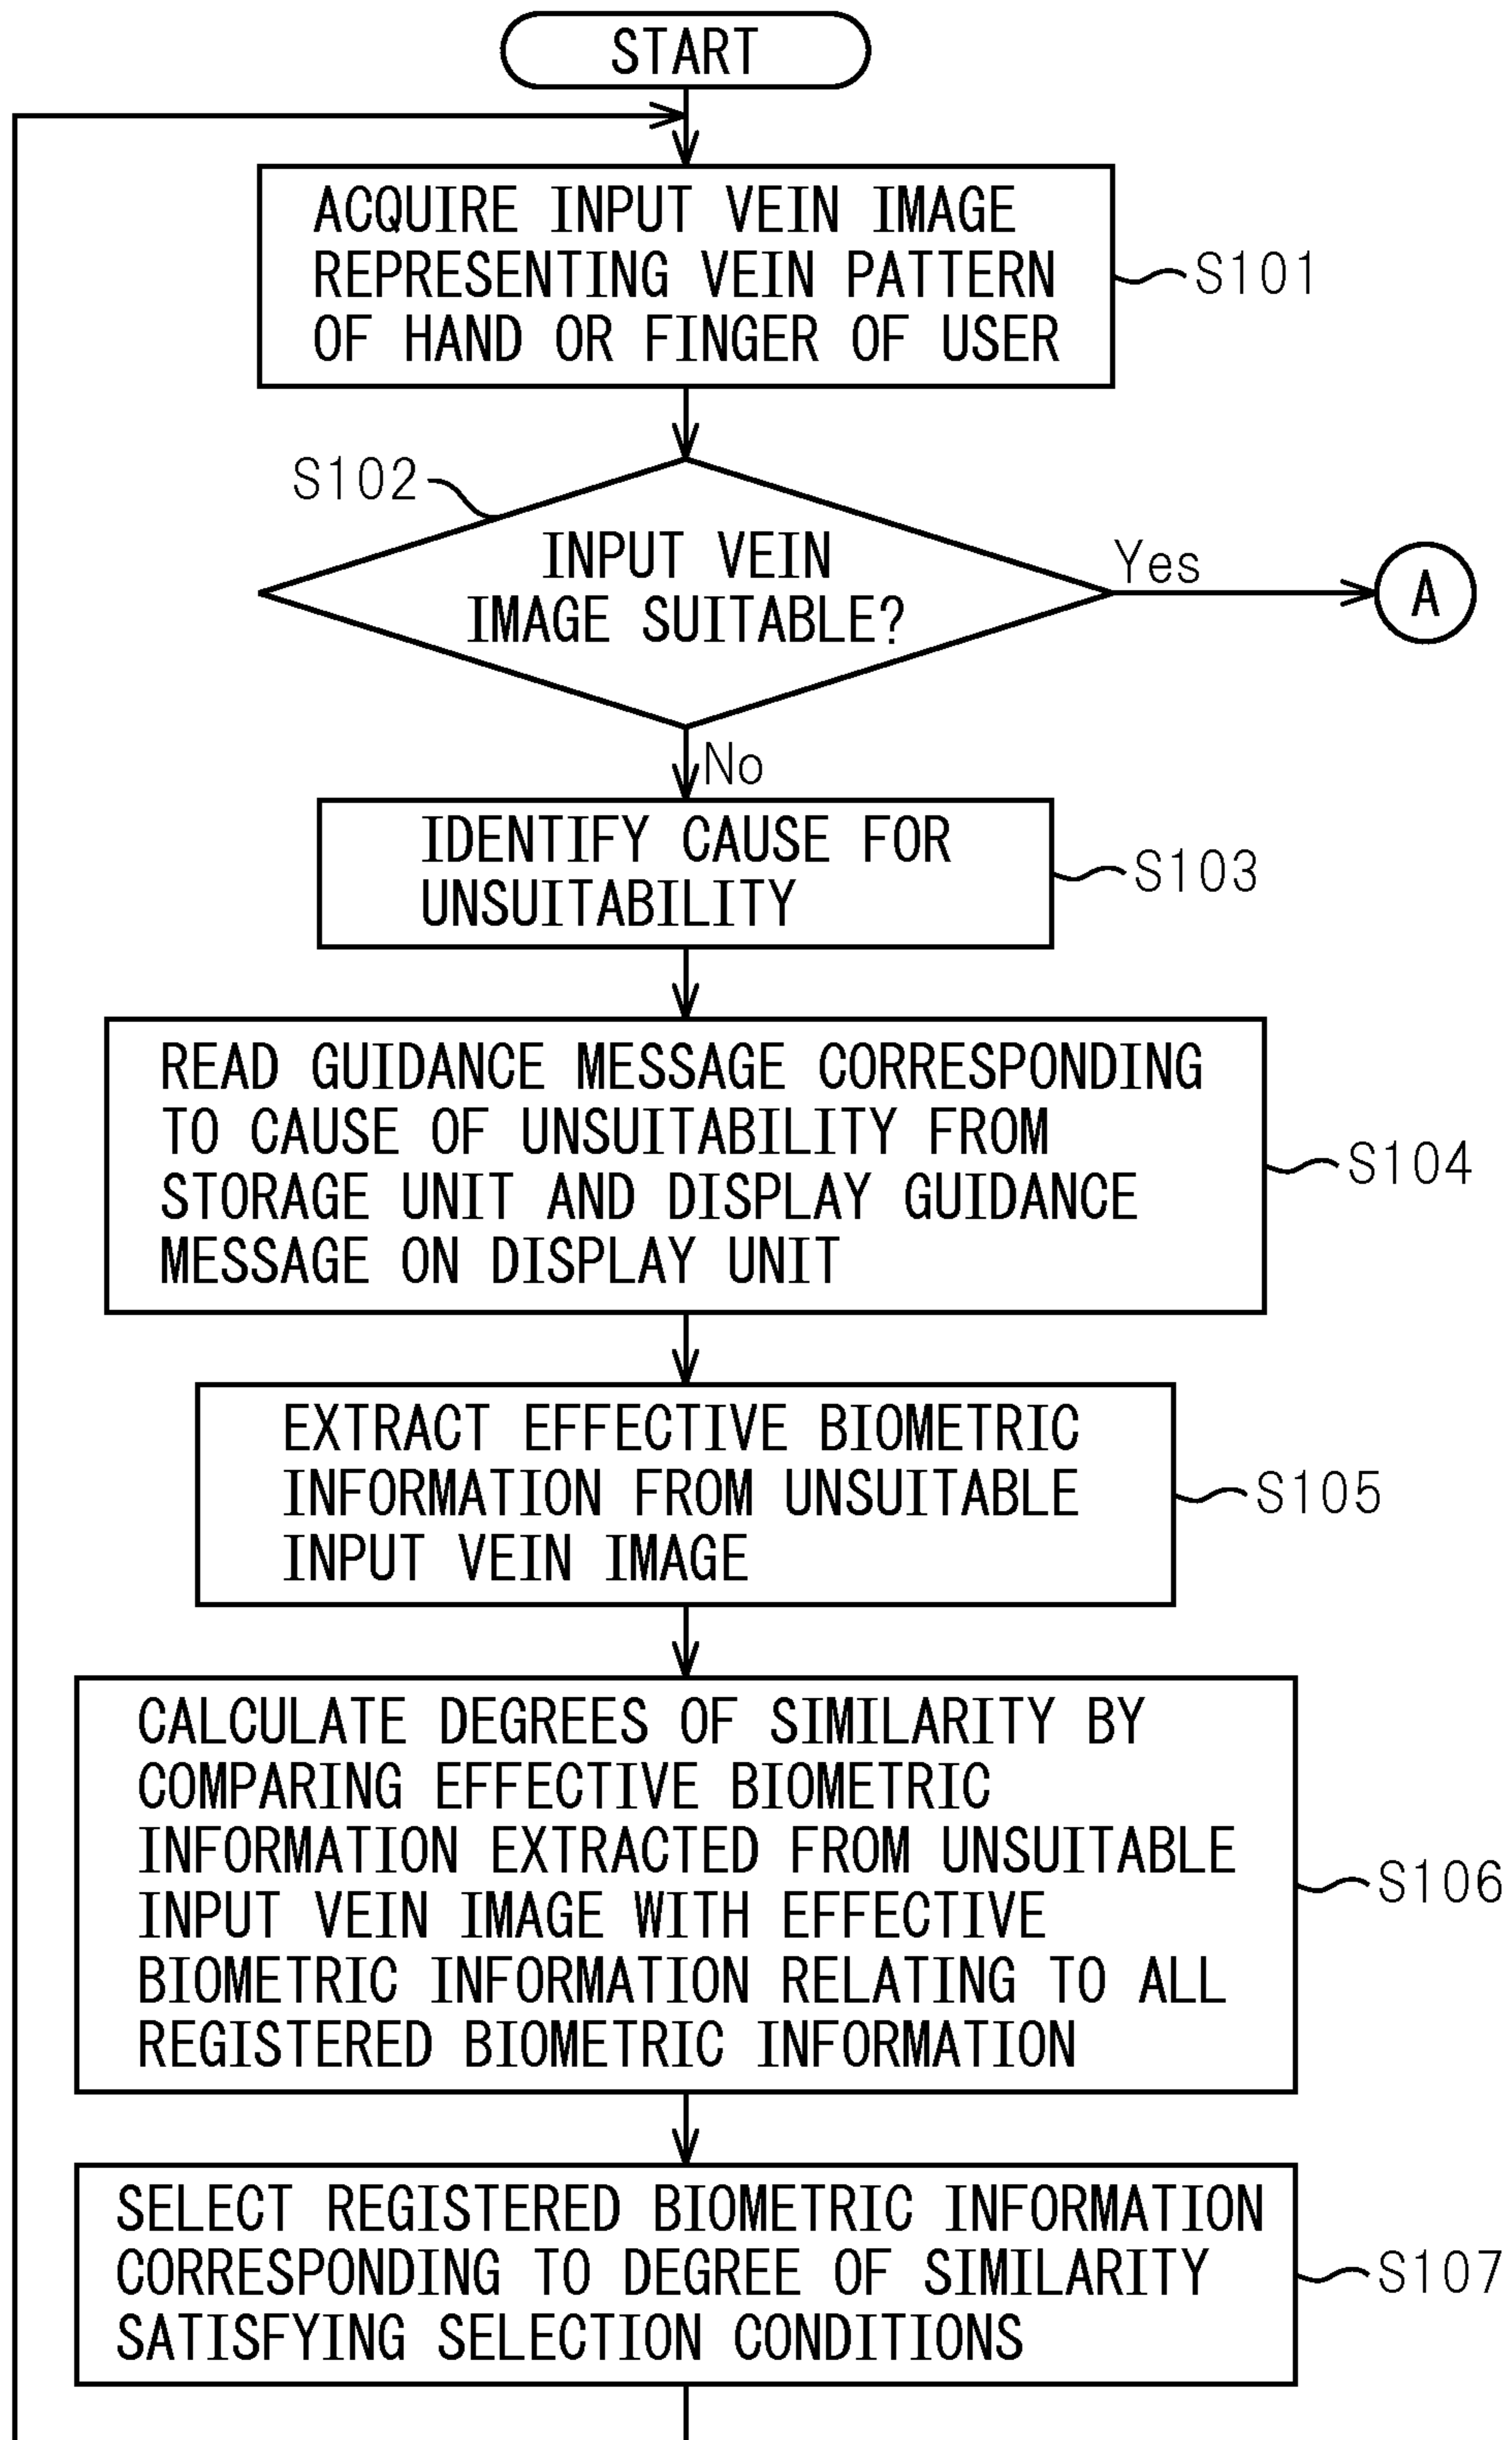 START
ACQUIRE INPUT VEIN IMAGE
REPRESENTING VEIN PATTERN
OF HAND OR FINGER OF USER
S101
S102
INPUT VEIN
IMAGE SUITABLE?
Yes
A
No
IDENTIFY CAUSE FOR
UNSUITABILITY
S103
READ GUIDANCE MESSAGE CORRESPONDING
TO CAUSE OF UNSUITABILITY FROM
STORAGE UNIT AND DISPLAY GUIDANCE
MESSAGE ON DISPLAY UNIT
S104
EXTRACT EFFECTIVE BIOMETRIC
INFORMATION FROM UNSUITABLE
INPUT VEIN IMAGE
S105
CALCULATE DEGREES OF SIMILARITY BY
COMPARING EFFECTIVE BIOMETRIC
INFORMATION EXTRACTED FROM UNSUITABLE
INPUT VEIN IMAGE WITH EFFECTIVE
BIOMETRIC INFORMATION RELATING TO ALL
REGISTERED BIOMETRIC INFORMATION
S106
SELECT REGISTERED BIOMETRIC INFORMATION
CORRESPONDING TO DEGREE OF SIMILARITY
SATISFYING SELECTION CONDITIONS
S107